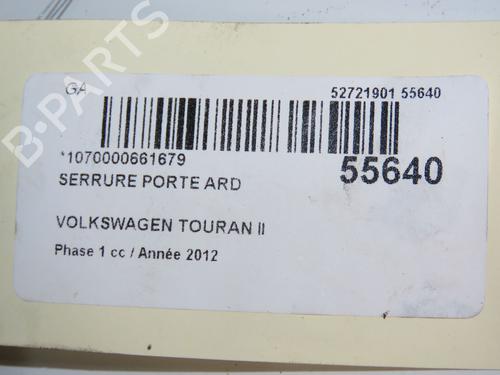 GA
52721901 55640
*1070000661679
55640
SERRURE PORTE ARD
VOLKSWAGEN TOURAN II
Phase 1 cc / Année 2012
B-PARTS